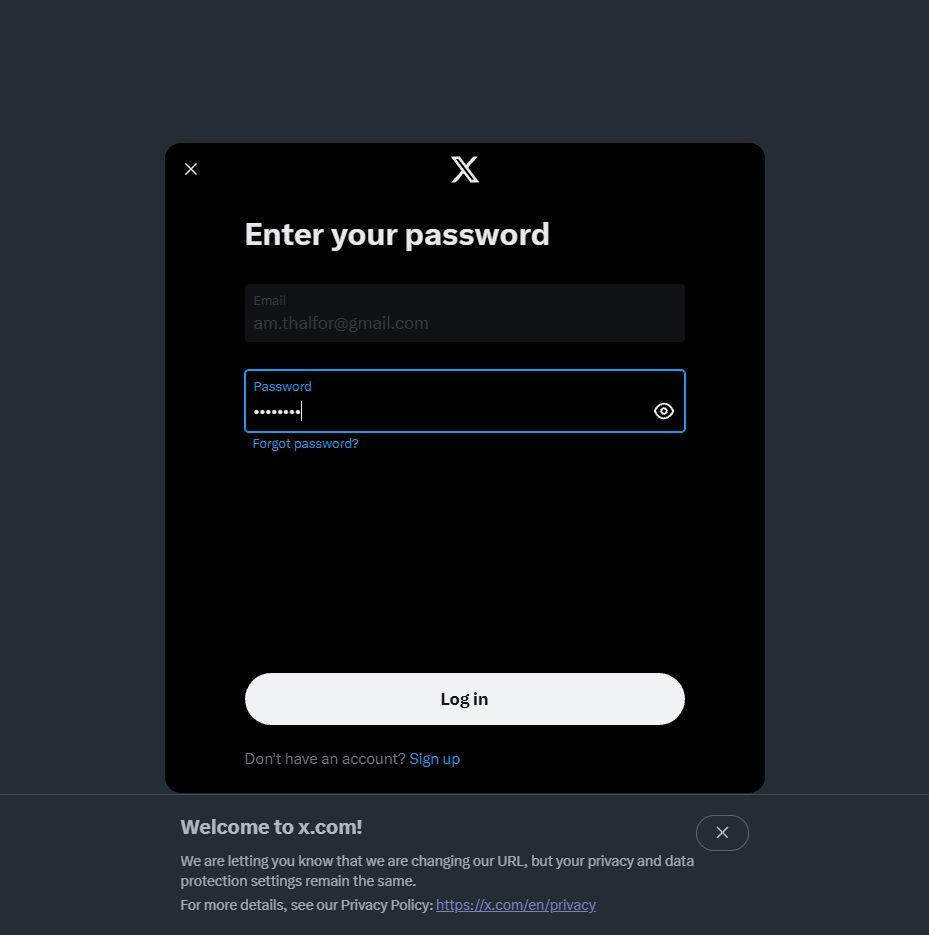 Enter your password
Email
am.thalfor@gmail.com
Password
••••••••
Forgot password?
Log in
Don't have an account? Sign up
Welcome to x.com!
We are letting you know that we are changing our URL, but your privacy and data
protection settings remain the same.
For more details, see our Privacy Policy: https://x.com/en/privacy